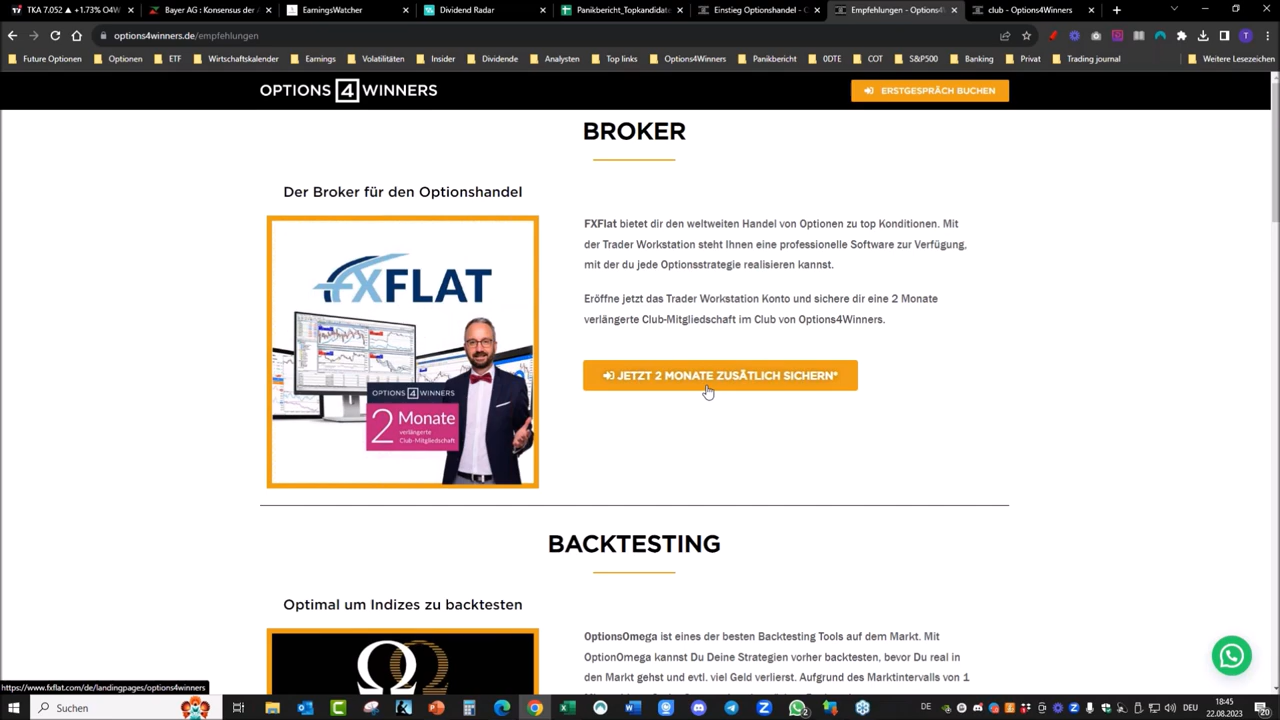 TKA 7.052 ▲ +1.73% O4W
Bayer AG : Konsensus der A
EarningsWatcher
Dividend Radar
Panikbericht_Topkandidate
Einstieg Optionshandel - O
Empfehlungen - Options4W
club - Options4Winners
options4winners.de/empfehlungen
Future Optionen
Optionen
ETF
Wirtschaftskalender
Earnings
Volatilitäten
Insider
Dividende
Analysten
Top links
Options4Winners
Panikbericht
0DTE
COT
S&P500
Banking
Privat
Trading journal
Weitere Lesezeichen
OPTIONS 4 WINNERS
ERSTGESPRÄCH BUCHEN
BROKER
Der Broker für den Optionshandel
FXFLAT
OPTIONS 4 WINNERS
2 Monate
verlängerte
Club-Mitgliedschaft
FXFlat bietet dir den weltweiten Handel von Optionen zu top Konditionen. Mit
der Trader Workstation steht Ihnen eine professionelle Software zur Verfügung,
mit der du jede Optionsstrategie realisieren kannst.
Eröffne jetzt das Trader Workstation Konto und sichere dir eine 2 Monate
verlängerte Club-Mitgliedschaft im Club von Options4Winners.
JETZT 2 MONATE ZUSÄTLICH SICHERN*
BACKTESTING
Optimal um Indizes zu backtesten
OptionsOmega ist eines der besten Backtesting Tools auf dem Markt. Mit
OptionOmega kannst Du Deine Strategien vorher backtesten bevor Du real in
den Markt gehst und evtl. viel Geld verlierst. Aufgrund des Marktintervalls von 1
https://www.fxflat.com/de/landingpages/options4winners
Suchen
DE
18:45
22.08.2023
20